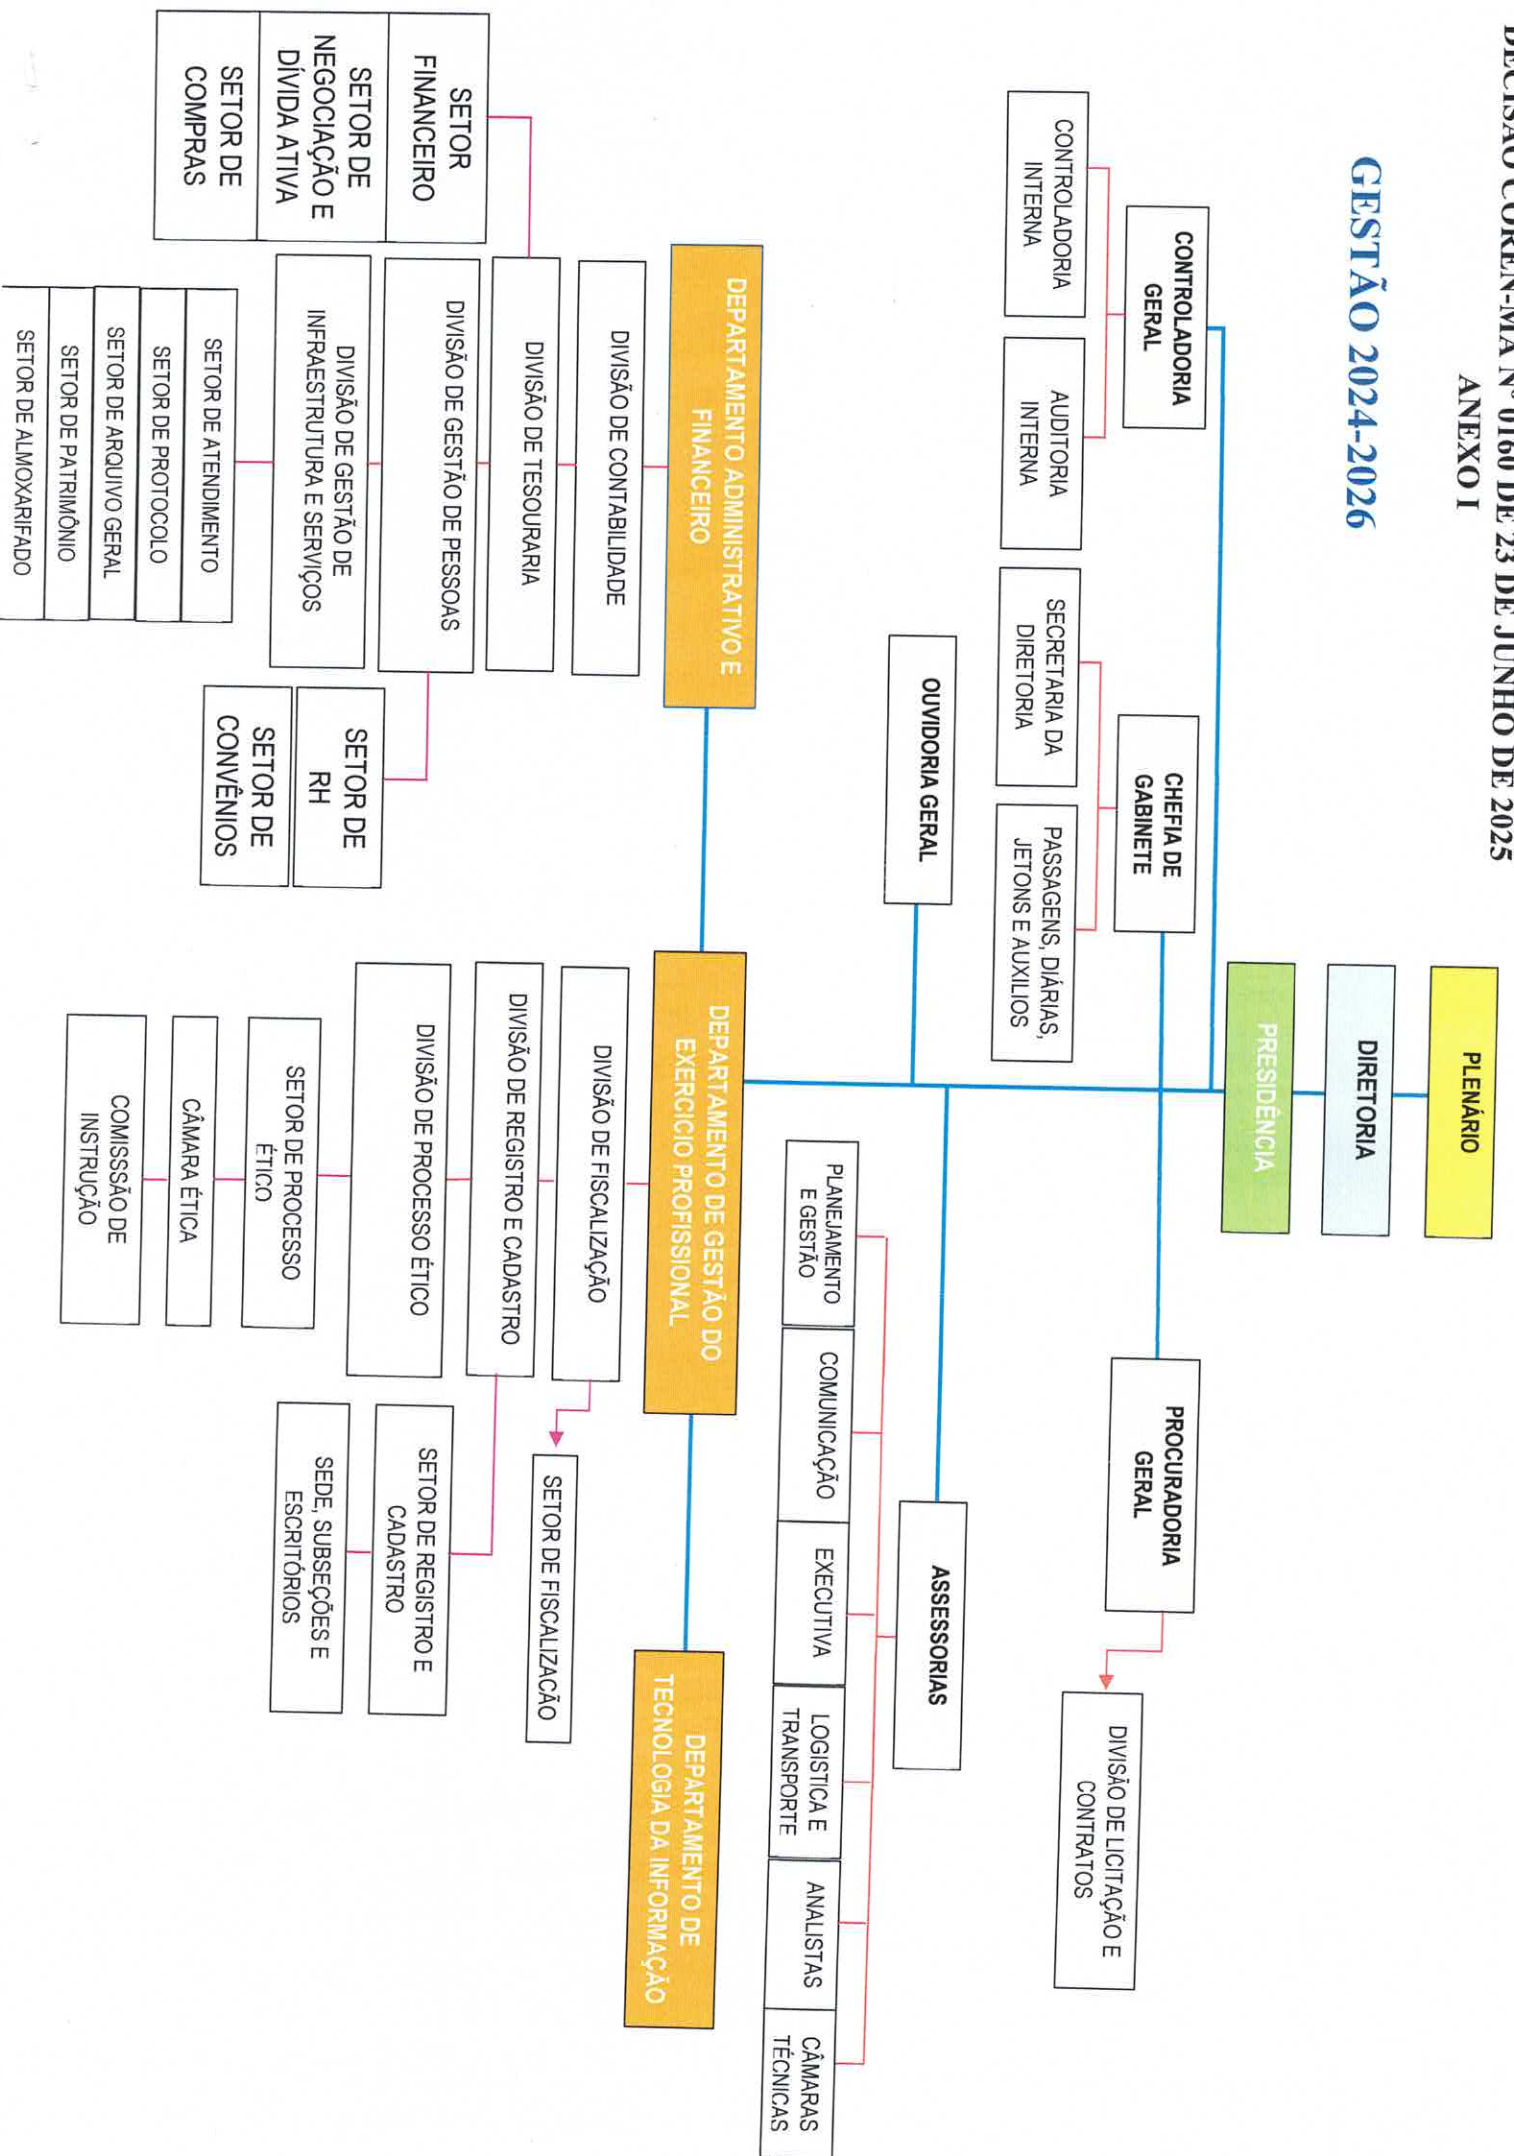 DECISÃO COREN-MA Nº 0160 DE 23 DE JUNHO DE 2025
ANEXO I
GESTÃO 2024-2026
PLENÁRIO
DIRETORIA
PRESIDÊNCIA
CONTROLADORIA
GERAL
CONTROLADORIA
INTERNA
AUDITORIA
INTERNA
CHEFIA DE
GABINETE
SECRETARIA DA
DIRETORIA
PASSAGENS, DIÁRIAS,
JETONS E AUXILIOS
PROCURADORIA
GERAL
DIVISÃO DE LICITAÇÃO E
CONTRATOS
OUVIDORIA GERAL
ASSESSORIAS
PLANEJAMENTO
E GESTÃO
COMUNICAÇÃO
EXECUTIVA
LOGISTICA E
TRANSPORTE
ANALISTAS
CÂMARAS
TÉCNICAS
DEPARTAMENTO ADMINISTRATIVO E
FINANCEIRO
DIVISÃO DE CONTABILIDADE
DIVISÃO DE TESOURARIA
DIVISÃO DE GESTÃO DE PESSOAS
DIVISÃO DE GESTÃO DE
INFRAESTRUTURA E SERVIÇOS
SETOR
FINANCEIRO
SETOR DE
NEGOCIAÇÃO E
DÍVIDA ATIVA
SETOR DE
COMPRAS
SETOR DE ATENDIMENTO
SETOR DE PROTOCOLO
SETOR DE ARQUIVO GERAL
SETOR DE PATRIMÔNIO
SETOR DE ALMOXARIFADO
SETOR DE
RH
SETOR DE
CONVÊNIOS
DEPARTAMENTO DE GESTÃO DO
EXERCICIO PROFISSIONAL
DIVISÃO DE FISCALIZAÇÃO
DIVISÃO DE REGISTRO E CADASTRO
DIVISÃO DE PROCESSO ÉTICO
SETOR DE PROCESSO
ÉTICO
CÂMARA ÉTICA
COMISSSÃO DE
INSTRUÇÃO
SETOR DE FISCALIZACÃO
SETOR DE REGISTRO E
CADASTRO
SEDE, SUBSEÇÕES E
ESCRITÓRIOS
DEPARTAMENTO DE
TECNOLOGIA DA INFORMAÇÃO